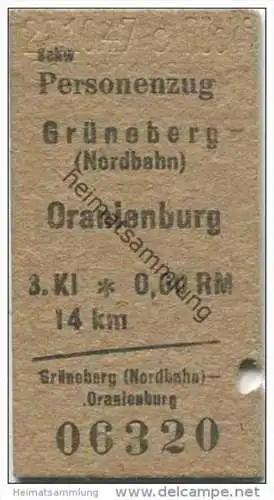 Schw
Personenzug
Grüneberg-
(Nordbahn)
Oranienburg
3. Kl * 0,60 RM
14 km
Grüneberg (Nordbahn)-
Oranienburg
06320
heimatsammlung
© Heimatsammlung / www.delcampe.net